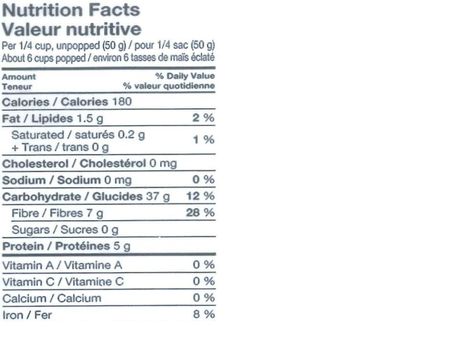 Nutrition Facts
Valeur nutritive
Per 1/4 cup, unpopped (50 g) / pour 1/4 sac (50 g)
About 6 cups popped / environ 6 tasses de maïs éclaté
Amount % Daily Value
Teneur % valeur quotidienne
Calories / Calories 180
Fat / Lipides 1.5 g 2 %
Saturated / saturés 0.2 g
+ Trans / trans 0 g 1 %
Cholesterol / Cholestérol 0 mg
Sodium / Sodium 0 mg 0 %
Carbohydrate / Glucides 37 g 12 %
Fibre / Fibres 7 g 28 %
Sugars / Sucres 0 g
Protein / Protéines 5 g
Vitamin A / Vitamine A 0 %
Vitamin C / Vitamine C 0 %
Calcium / Calcium 0 %
Iron / Fer 8 %